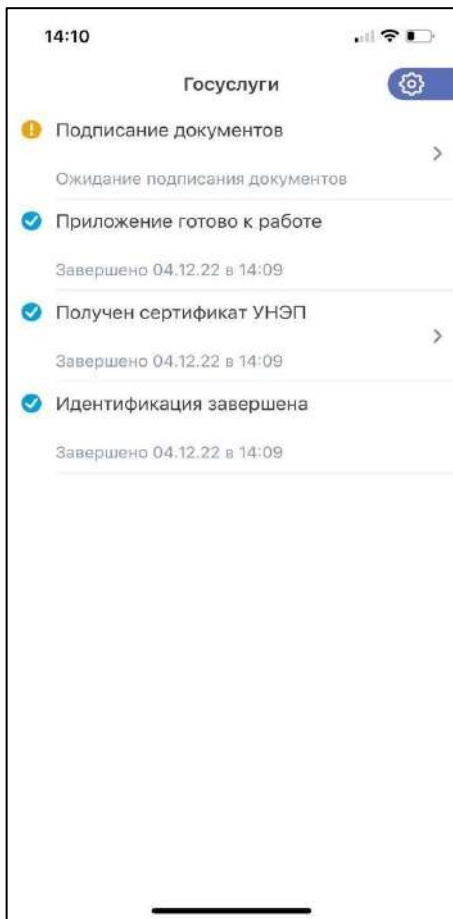 14:10
Госуслуги
Подписание документов
Ожидание подписания документов
Приложение готово к работе
Завершено 04.12.22 в 14:09
Получен сертификат УНЭП
Завершено 04.12.22 в 14:09
Идентификация завершена
Завершено 04.12.22 в 14:09